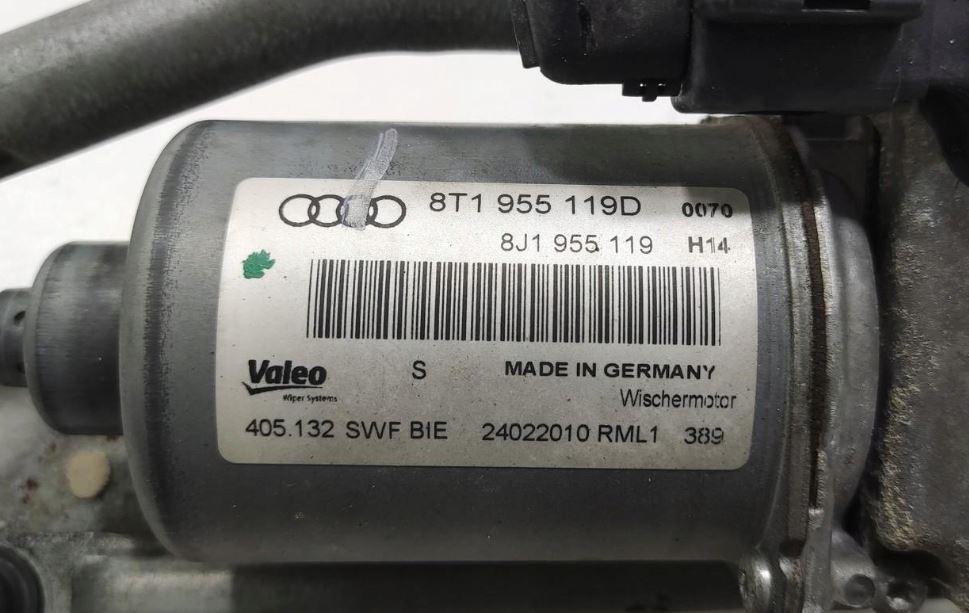 8T1 955 119D 0070
8J1 955 119 H14
Valeo S MADE IN GERMANY
Wiper Systems Wischermotor
405.132 SWF BIE 24022010 RML1 389